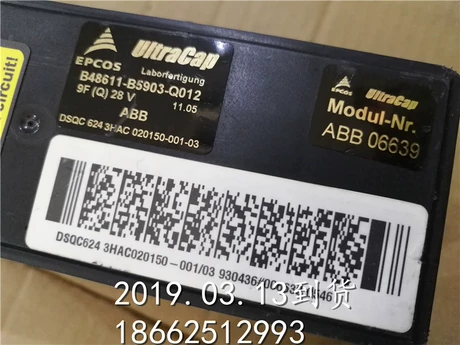 circuit!
EPCOS
UltraCap
Laborfertigung
B48611-B5903-Q012
9F (Q) 28 V
11.05
ABB
DSQC 624 3HAC 020150-001-03
EPCOS
UltraCap
Modul-Nr.
ABB 06639
DSQC624 3HAC020150-001/03 930436/
2019.03.13到货
18662512993